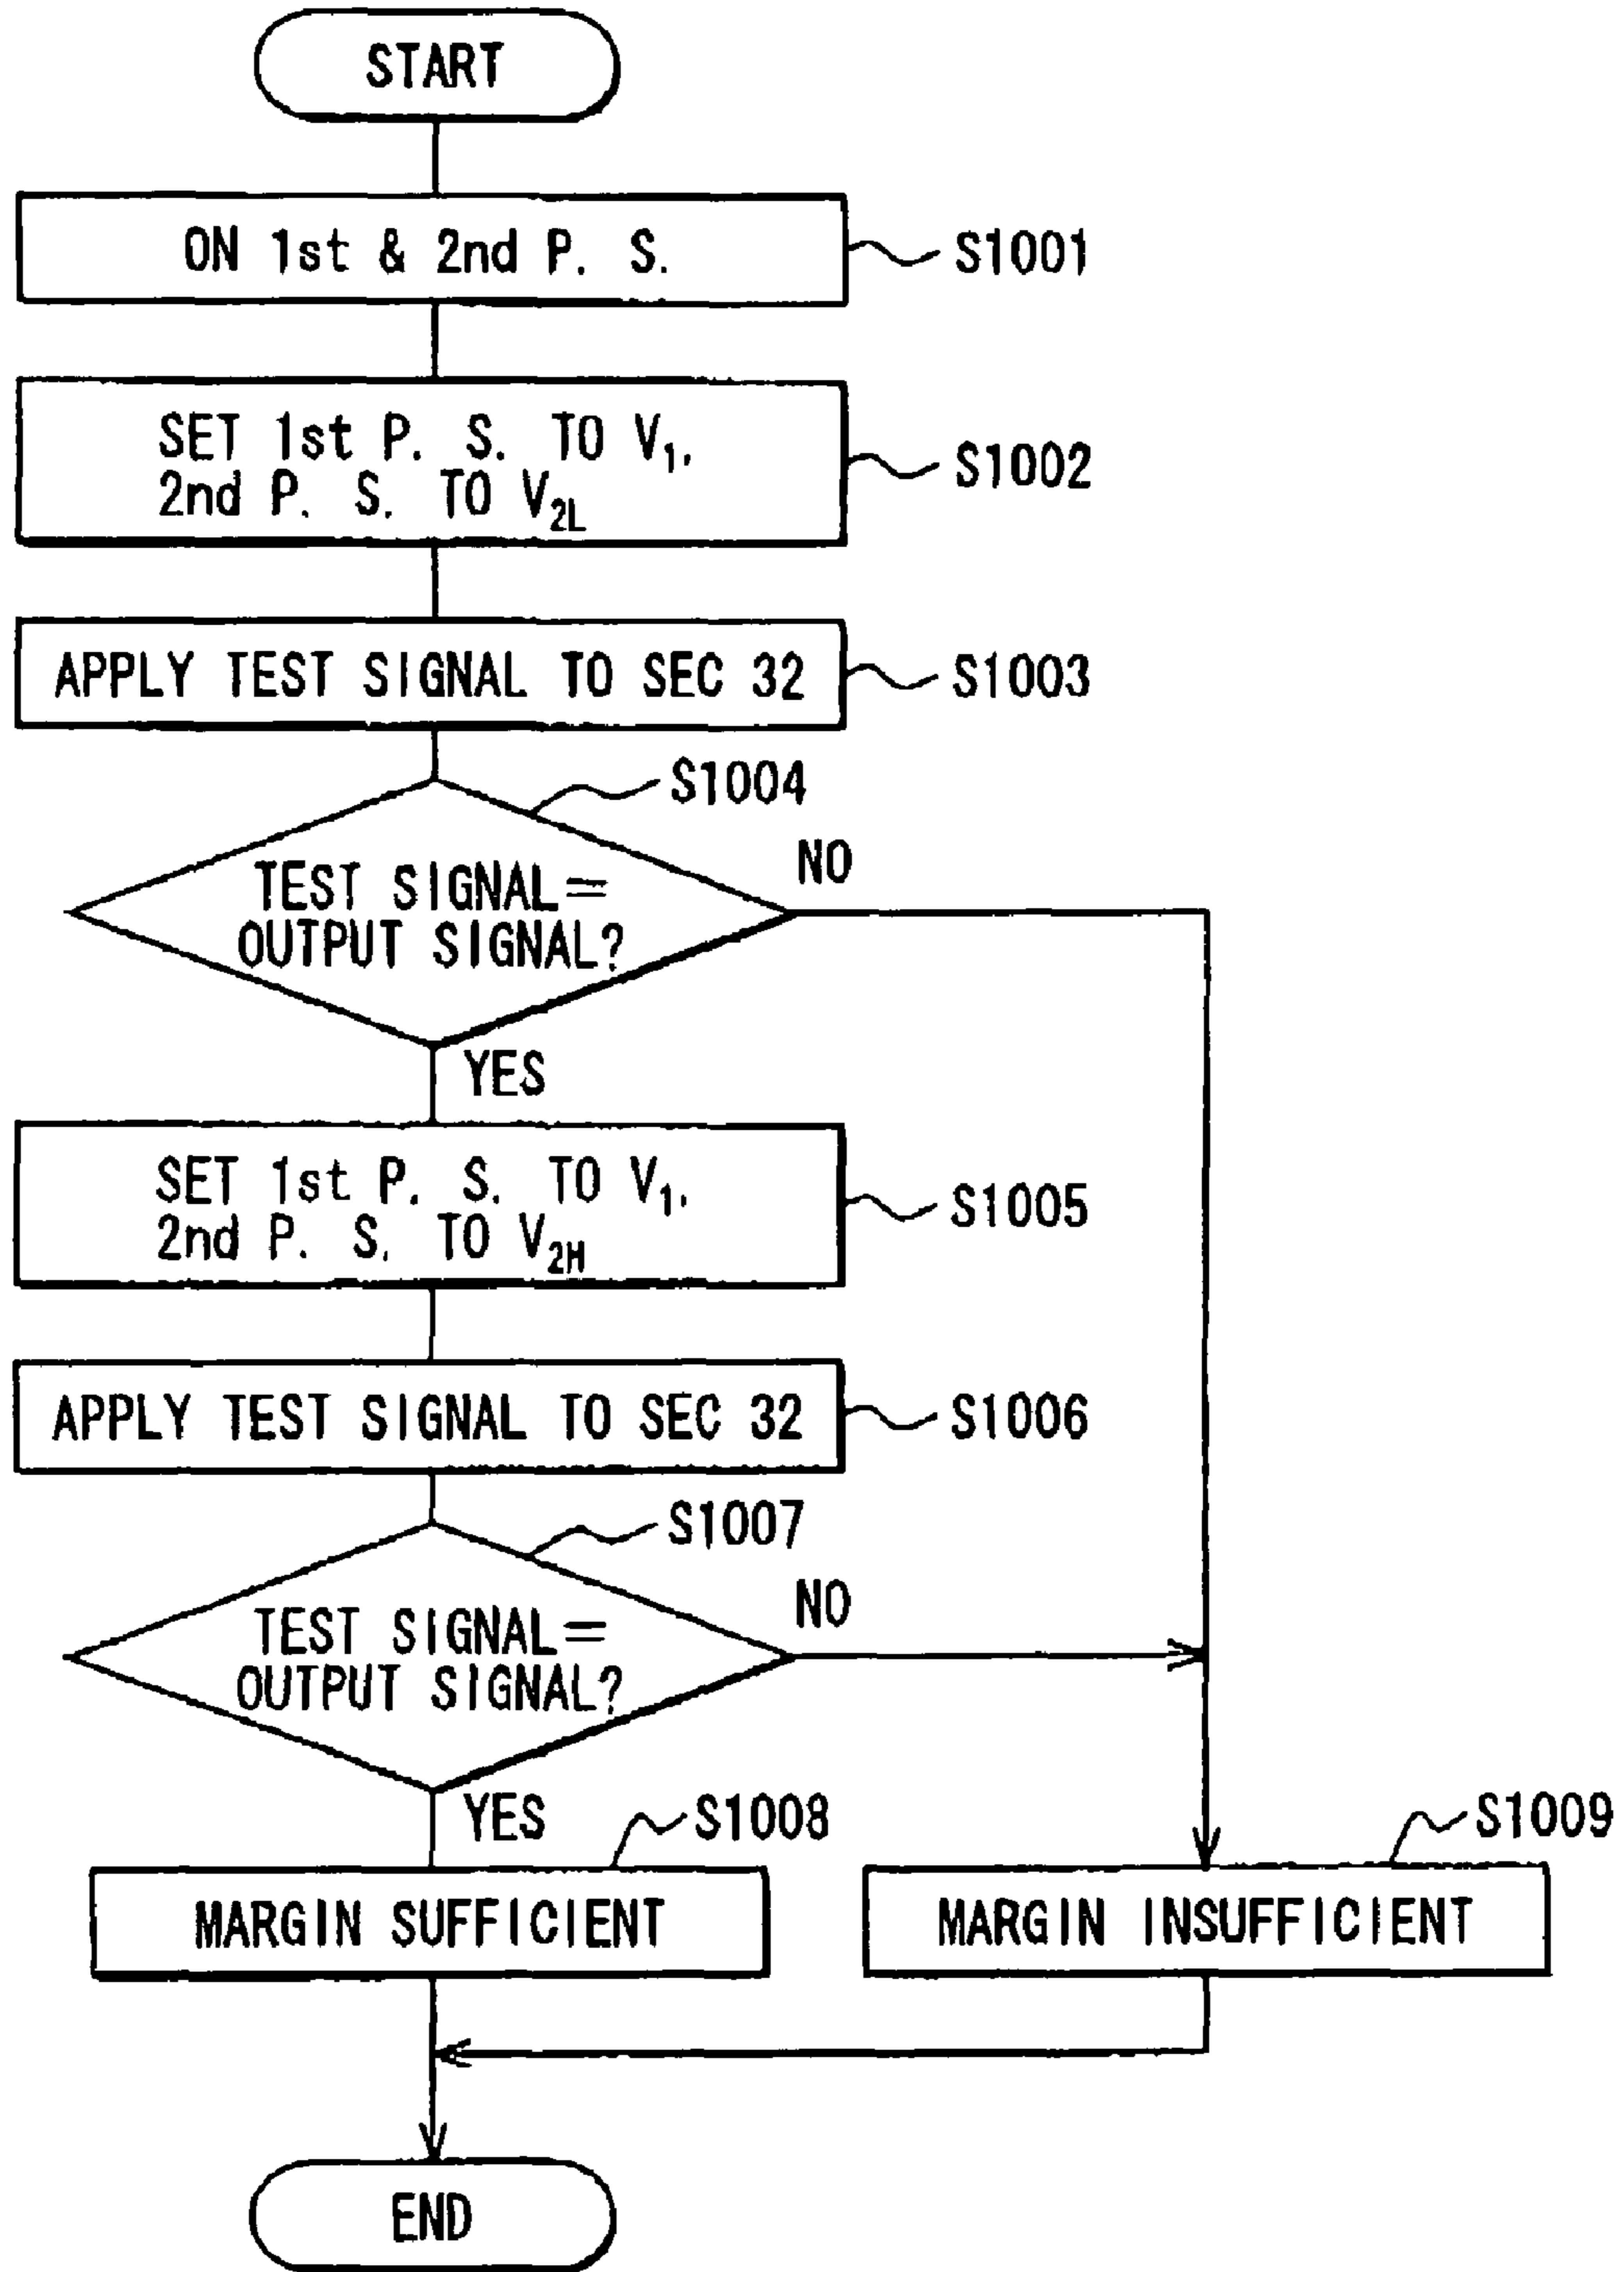 START
ON 1st & 2nd P. S.
S1001
SET 1st P. S. TO V1,
2nd P. S. TO V2L
S1002
APPLY TEST SIGNAL TO SEC 32
S1003
S1004
TEST SIGNAL=
OUTPUT SIGNAL?
NO
YES
SET 1st P. S. TO V1,
2nd P. S. TO V2H
S1005
APPLY TEST SIGNAL TO SEC 32
S1006
S1007
TEST SIGNAL=
OUTPUT SIGNAL?
NO
YES
S1008
MARGIN SUFFICIENT
S1009
MARGIN INSUFFICIENT
END